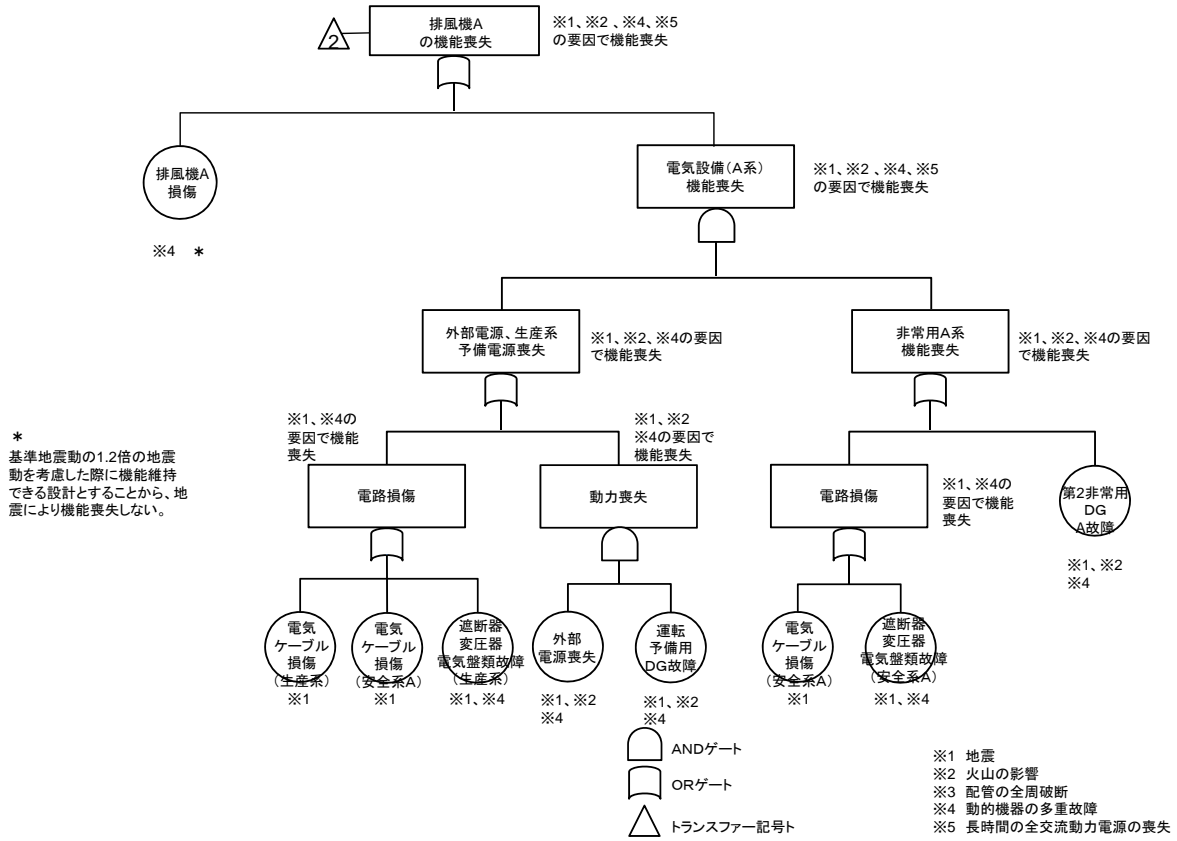 排風機A
の機能喪失
※1、※2 、※4、※5
の要因で機能喪失
2
排風機A
損傷
※4 *
電気設備(A系)
機能喪失
※1、※2 、※4、※5
の要因で機能喪失
外部電源、生産系
予備電源喪失
※1、※2、※4の要因
で機能喪失
非常用A系
機能喪失
※1、※2、※4の要因
で機能喪失
*
基準地震動の1.2倍の地震
動を考慮した際に機能維持
できる設計とすることから、地
震により機能喪失しない。
※1、※4の
要因で機能
喪失
電路損傷
※1、※2
※4の要因で
機能喪失
動力喪失
電路損傷
※1、※4の
要因で機能
喪失
第2非常用
DG
A故障
※1、※2
※4
電気
ケーブル
損傷
(生産系)
※1
電気
ケーブル
損傷
(安全系A)
※1
遮断器
変圧器
電気盤類故障
(生産系)
※1、※4
外部
電源喪失
※1、※2
※4
運転
予備用
DG故障
※1、※2
※4
電気
ケーブル
損傷
(安全系A)
※1
遮断器
変圧器
電気盤類故障
(安全系A)
※1、※4
ANDゲート
ORゲート
トランスファー記号ト
※1 地震
※2 火山の影響
※3 配管の全周破断
※4 動的機器の多重故障
※5 長時間の全交流動力電源の喪失